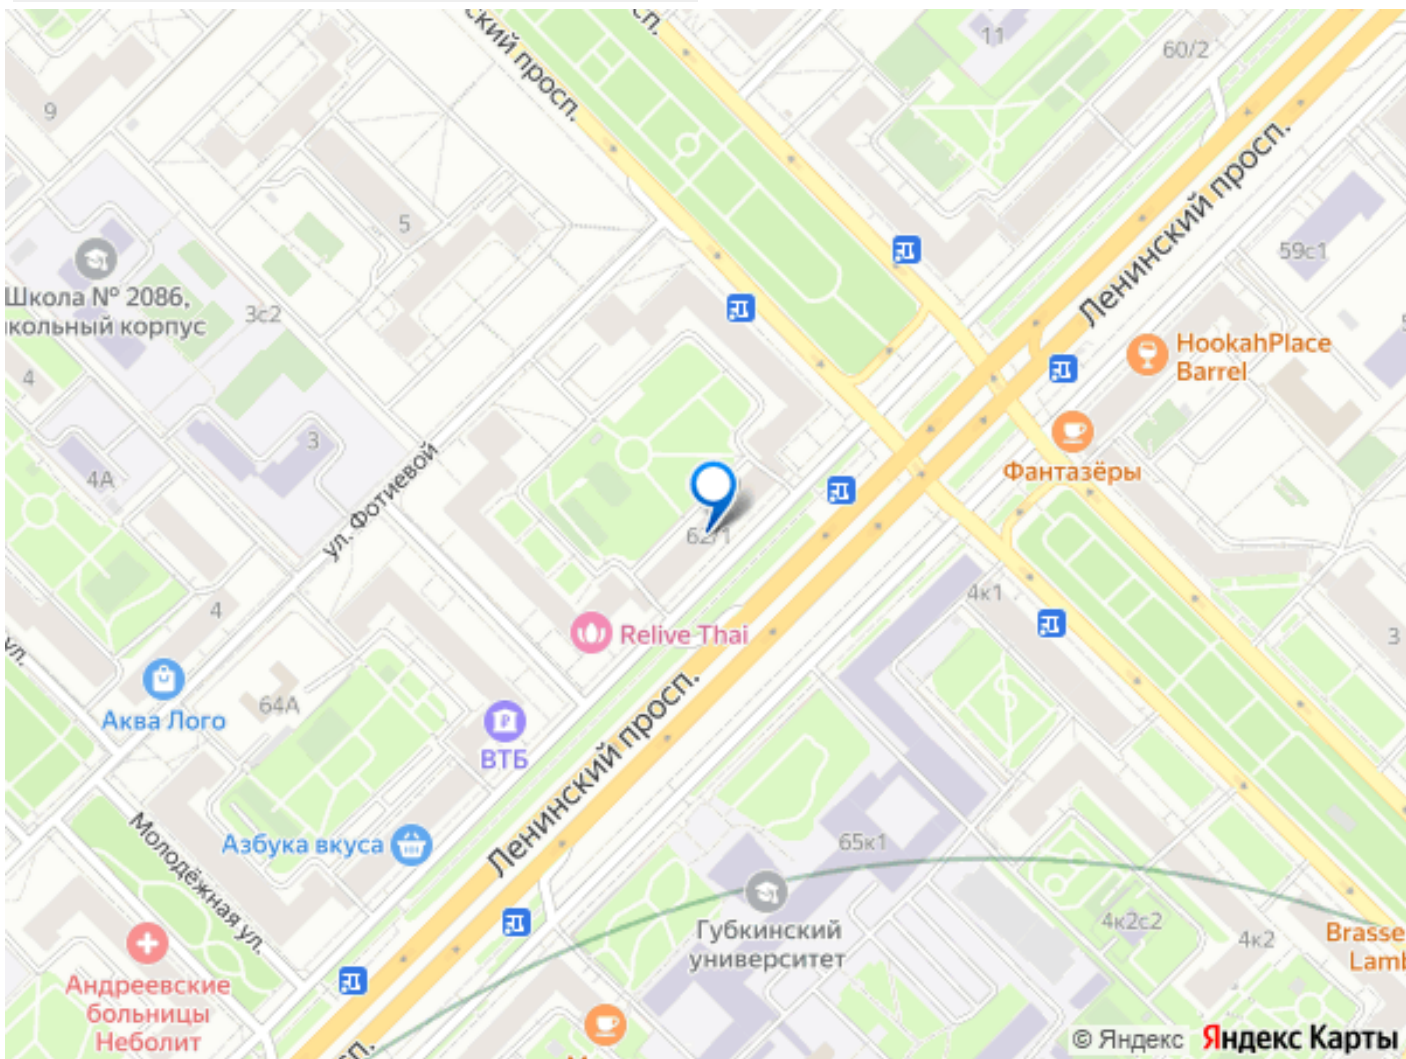 ский просп.
сп.
11
60/2
9
Ленинский просп.
5
59с1
Школа № 2086,
кольный корпус
3с2
HookahPlace
Barrel
4
3
4А
ул. Фотиевой
Фантазёры
62/1
4к1
4
Relive Thai
3
ул.
Аква Лого
64А
ВТБ
Ленинский просп.
Азбука вкуса
Молодёжная ул.
65к1
Губкинский
университет
4к2с2
4к2
Brasse
Lamb
Андреевские
больницы
Неболит
сп.
© Яндекс Яндекс Карты